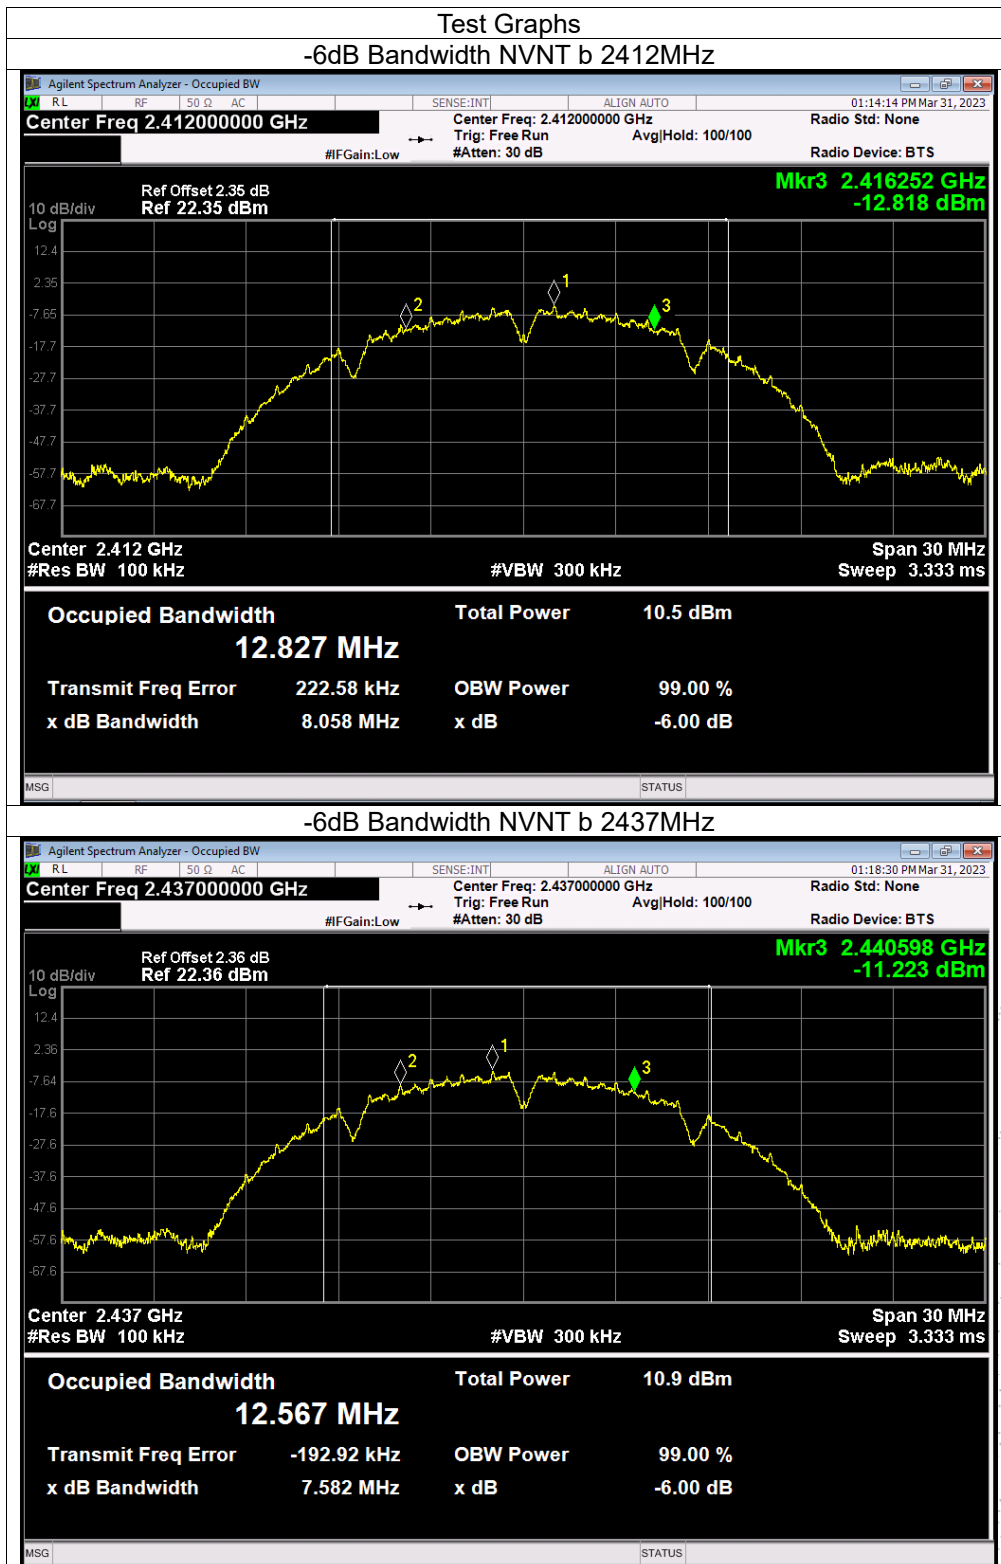 Test Graphs
-6dB Bandwidth NVNT b 2412MHz
Agilent Spectrum Analyzer - Occupied BW
LXI RL RF 50 Ω AC SENSE:INT ALIGN AUTO 01:14:14 PM Mar 31, 2023
Center Freq 2.412000000 GHz Center Freq: 2.412000000 GHz Radio Std: None
Trig: Free Run Avg|Hold: 100/100
#IFGain:Low #Atten: 30 dB Radio Device: BTS
Mkr3 2.416252 GHz
-12.818 dBm
Ref Offset 2.35 dB
10 dB/div Ref 22.35 dBm
Log
12.4
1
2.35
2
3
-7.65
-17.7
-27.7
-37.7
-47.7
-57.7
-67.7
Center 2.412 GHz Span 30 MHz
#Res BW 100 kHz #VBW 300 kHz Sweep 3.333 ms
Occupied Bandwidth Total Power 10.5 dBm
12.827 MHz
Transmit Freq Error 222.58 kHz OBW Power 99.00 %
x dB Bandwidth 8.058 MHz x dB -6.00 dB
MSG STATUS
-6dB Bandwidth NVNT b 2437MHz
Agilent Spectrum Analyzer - Occupied BW
LXI RL RF 50 Ω AC SENSE:INT ALIGN AUTO 01:18:30 PM Mar 31, 2023
Center Freq 2.437000000 GHz Center Freq: 2.437000000 GHz Radio Std: None
Trig: Free Run Avg|Hold: 100/100
#IFGain:Low #Atten: 30 dB Radio Device: BTS
Mkr3 2.440598 GHz
-11.223 dBm
Ref Offset 2.36 dB
10 dB/div Ref 22.36 dBm
Log
12.4
2.36
1
2
3
-7.64
-17.6
-27.6
-37.6
-47.6
-57.6
-67.6
Center 2.437 GHz Span 30 MHz
#Res BW 100 kHz #VBW 300 kHz Sweep 3.333 ms
Occupied Bandwidth Total Power 10.9 dBm
12.567 MHz
Transmit Freq Error -192.92 kHz OBW Power 99.00 %
x dB Bandwidth 7.582 MHz x dB -6.00 dB
MSG STATUS